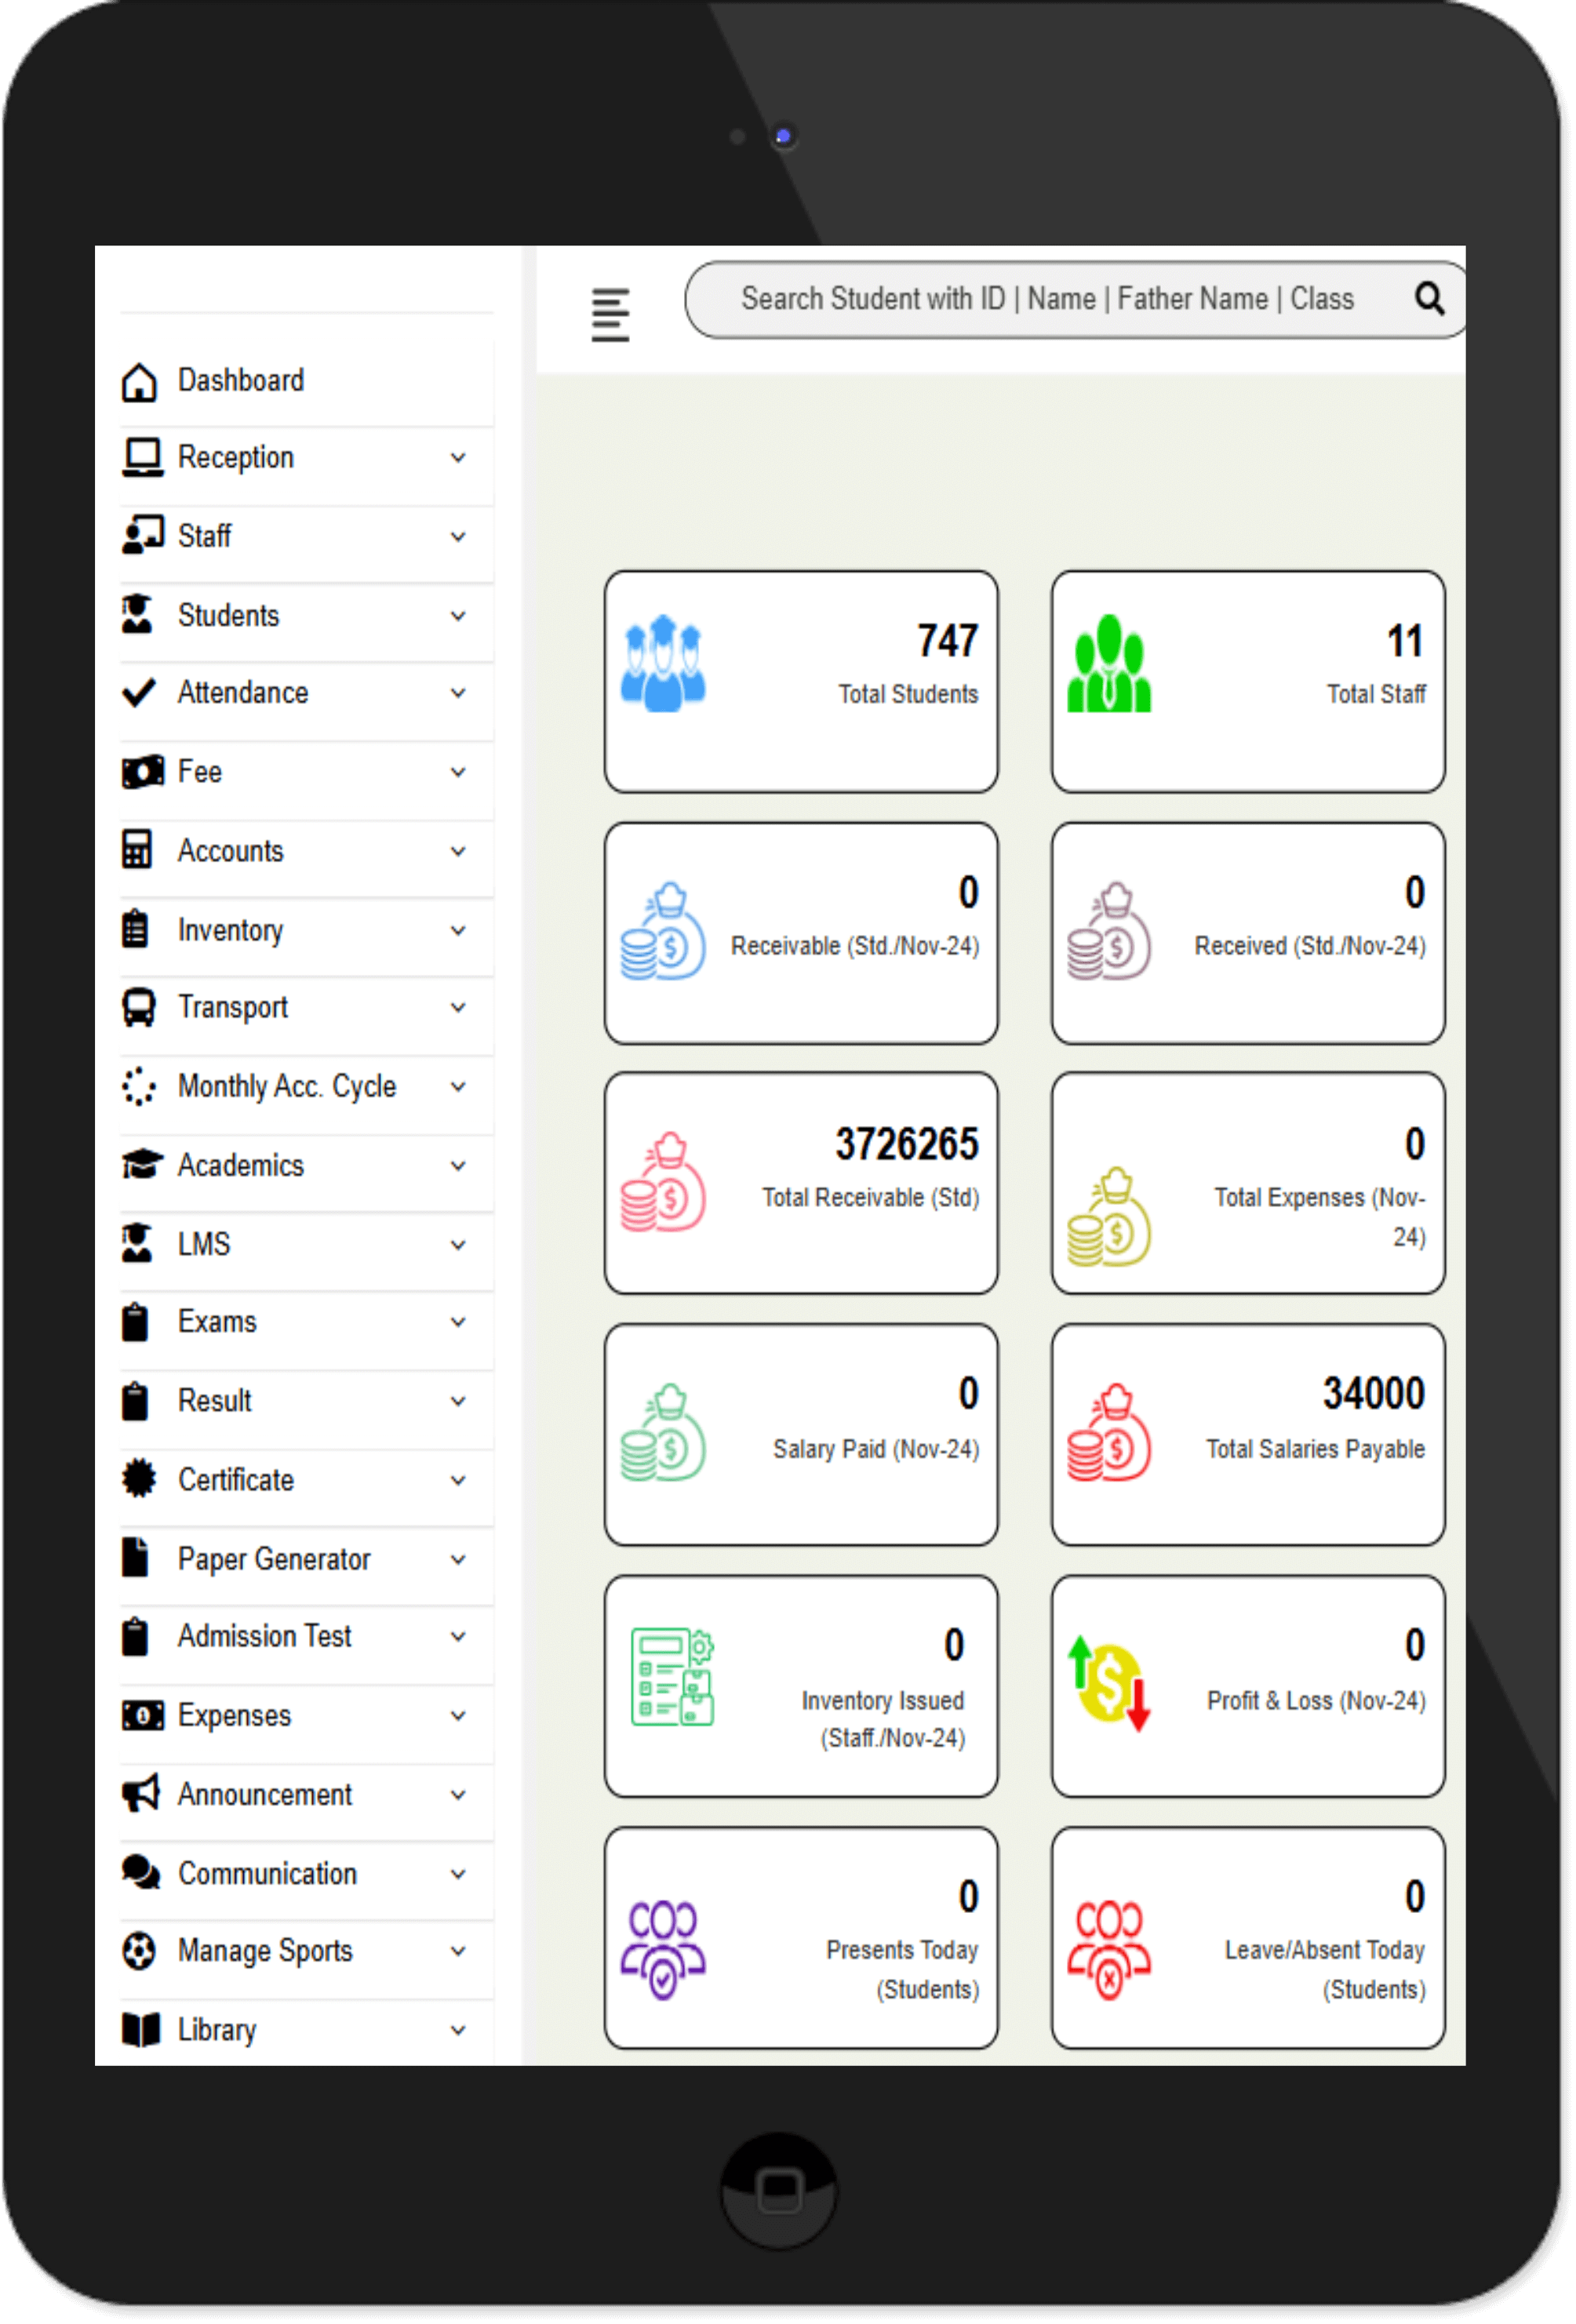 Search Student with ID | Name | Father Name | Class
Dashboard
Reception
Staff
Students
Attendance
Fee
Accounts
Inventory
Transport
Monthly Acc. Cycle
Academics
LMS
Exams
Result
Certificate
Paper Generator
Admission Test
Expenses
Announcement
Communication
Manage Sports
Library
747
Total Students
11
Total Staff
0
Receivable (Std./Nov-24)
0
Received (Std./Nov-24)
3726265
Total Receivable (Std)
0
Total Expenses (Nov-
24)
0
Salary Paid (Nov-24)
34000
Total Salaries Payable
0
Inventory Issued
(Staff./Nov-24)
0
Profit & Loss (Nov-24)
0
Presents Today
(Students)
0
Leave/Absent Today
(Students)